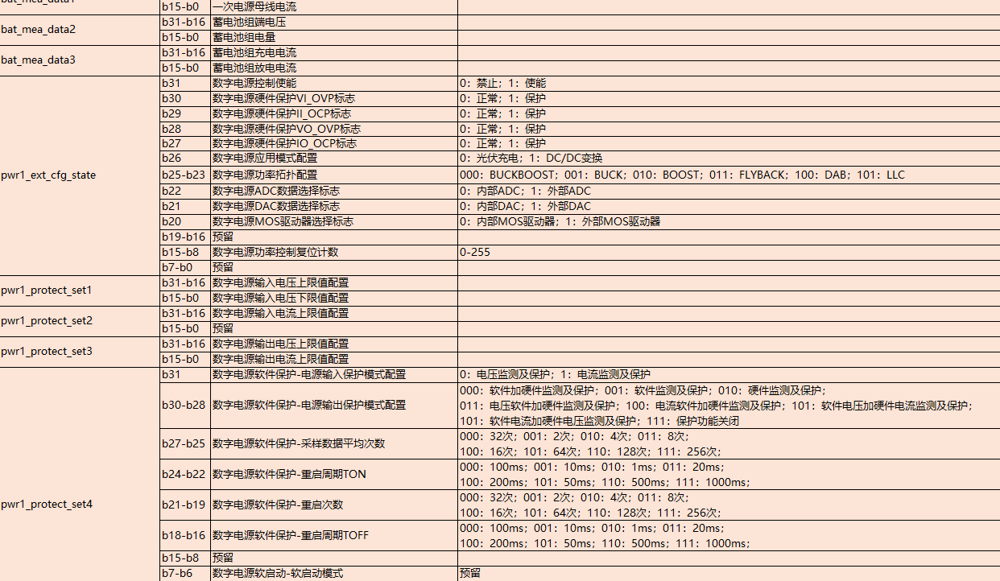 bat_mea_data1
b15-b0 一次电源母线电流
bat_mea_data2
b31-b16 蓄电池组端电压
b15-b0 蓄电池组电量
bat_mea_data3
b31-b16 蓄电池组充电电流
b15-b0 蓄电池组放电电流
pwr1_ext_cfg_state
b31 数字电源控制使能 0：禁止；1：使能
b30 数字电源硬件保护VI_OVP标志 0：正常；1：保护
b29 数字电源硬件保护II_OCP标志 0：正常；1：保护
b28 数字电源硬件保护VO_OVP标志 0：正常；1：保护
b27 数字电源硬件保护IO_OCP标志 0：正常；1：保护
b26 数字电源应用模式配置 0：光伏充电；1：DC/DC变换
b25-b23 数字电源功率拓扑配置 000：BUCKBOOST；001：BUCK；010：BOOST；011：FLYBACK；100：DAB；101：LLC
b22 数字电源ADC数据选择标志 0：内部ADC；1：外部ADC
b21 数字电源DAC数据选择标志 0：内部DAC；1：外部DAC
b20 数字电源MOS驱动器选择标志 0：内部MOS驱动器；1：外部MOS驱动器
b19-b16 预留
b15-b8 数字电源功率控制复位计数 0-255
b7-b0 预留
pwr1_protect_set1
b31-b16 数字电源输入电压上限值配置
b15-b0 数字电源输入电压下限值配置
pwr1_protect_set2
b31-b16 数字电源输入电流上限值配置
b15-b0 预留
pwr1_protect_set3
b31-b16 数字电源输出电压上限值配置
b15-b0 数字电源输出电流上限值配置
pwr1_protect_set4
b31 数字电源软件保护-电源输入保护模式配置 0：电压监测及保护；1：电流监测及保护
b30-b28 数字电源软件保护-电源输出保护模式配置
000：软件加硬件监测及保护；001：软件监测及保护；010：硬件监测及保护；
011：电压软件加硬件监测及保护；100：电流软件加硬件监测及保护；101：软件电压加硬件电流监测及保护；
101：软件电流加硬件电压监测及保护；111：保护功能关闭
b27-b25 数字电源软件保护-采样数据平均次数
000：32次；001：2次；010：4次；011：8次；
100：16次；101：64次；110：128次；111：256次；
b24-b22 数字电源软件保护-重启周期TON
000：100ms；001：10ms；010：1ms；011：20ms；
100：200ms；101：50ms；110：500ms；111：1000ms；
b21-b19 数字电源软件保护-重启次数
000：32次；001：2次；010：4次；011：8次；
100：16次；101：64次；110：128次；111：256次；
b18-b16 数字电源软件保护-重启周期TOFF
000：100ms；001：10ms；010：1ms；011：20ms；
100：200ms；101：50ms；110：500ms；111：1000ms；
b15-b8 预留
b7-b6 数字电源软启动-软启动模式 预留